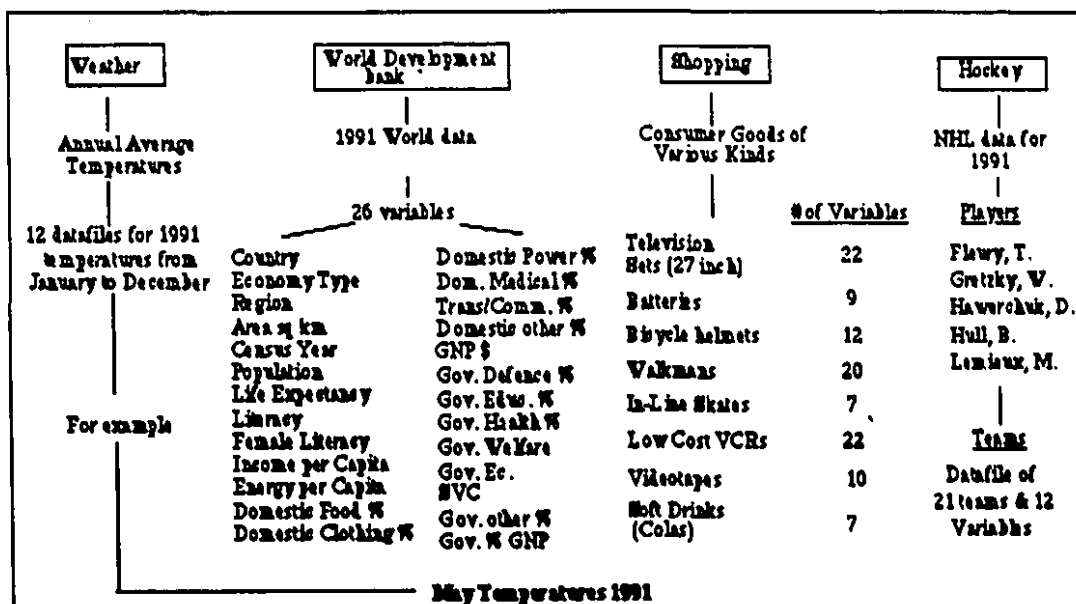 Weather
Annual Average
Temperatures
12 datafiles for 1991
temperatures from
January to December
For example
May Temperatures 1991
World Development
bank
1991 World data
26 variables
Country
Economy Type
Region
Area sq km
Census Year
Population
Life Expectancy
Literacy
Female Literacy
Income per Capita
Energy per Capita
Domestic Food %
Domestic Clothing %
Domestic Power %
Dom. Medical %
Trans/Comm. %
Domestic other %
GNP $
Gov. Defence %
Gov. Educ. %
Gov. Health %
Gov. Welfare
Gov. Ec.
SVC
Gov. other %
Gov. % GNP
Shopping
Consumer Goods of
Various Kinds
# of Variables
Television
Sets (27 inch) 22
Batteries 9
Bicycle helmets 12
Walkmans 20
In-Line Skates 7
Low Cost VCRs 22
Videotapes 10
Soft Drinks
(Colas) 7
Hockey
NHL data for
1991
Players
Fleury, T.
Gretzky, W.
Hawerchuk, D.
Hull, B.
Lemieux, M.
Teams
Datafile of
21 teams & 12
Variables